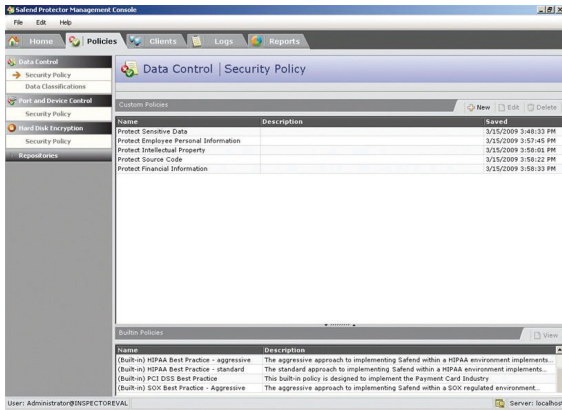 Safend Protector Management Console
File Edit Help
Home Policies Clients Logs Reports
Data Control
Security Policy
Data Classifications
Port and Device Control
Security Policy
Hard Disk Encryption
Security Policy
Repositories
Data Control | Security Policy
Custom Policies New Edit Delete
Name Description Saved
Protect Sensitive Data 3/15/2009 3:48:33 PM
Protect Employee Personal Information 3/15/2009 3:57:45 PM
Protect Intellectual Property 3/15/2009 3:58:01 PM
Protect Source Code 3/15/2009 3:58:22 PM
Protect Financial Information 3/15/2009 3:58:33 PM
Builtin Policies View
Name Description
(Built-in) HIPAA Best Practice - aggressive The aggressive approach to implementing Safend within a HIPAA environment implements...
(Built-in) HIPAA Best Practice - standard The standard approach to implementing Safend within a HIPAA environment implements...
(Built-in) PCI DSS Best Practice This built-in policy is designed to implement the Payment Card Industry
(Built-in) SOX Best Practice - Aggressive The aggressive approach to implementing Safend within a SOX regulated environment...
User: Administrator@INSPECTOREVAL Server: localhost